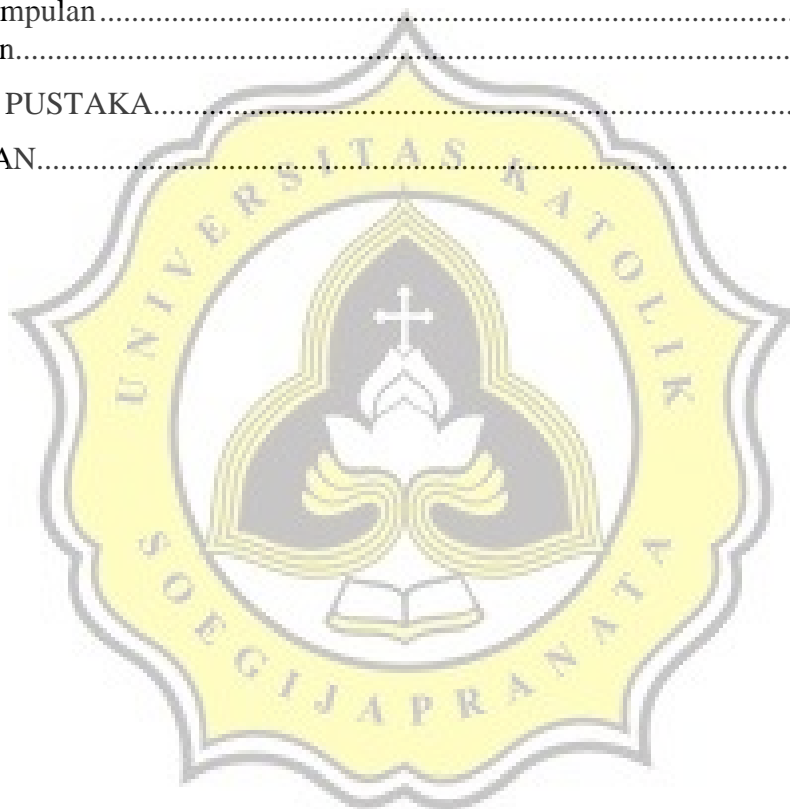 mpulan................................................................................
n................................................................................
PUSTAKA................................................................................
AN................................................................................
UNIVERSITAS KATOLIK
SOEGIJAPRANATA